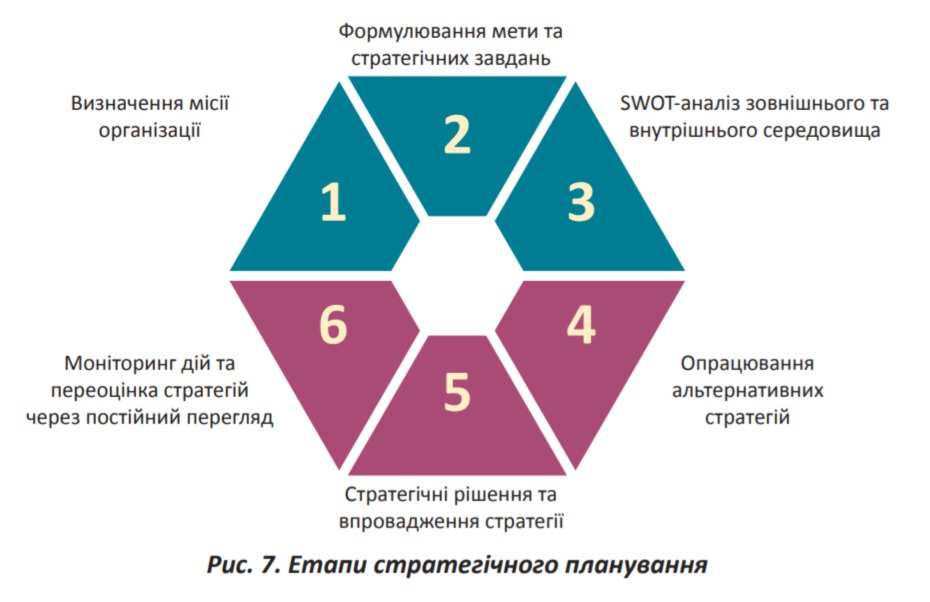 Формулювання мети та
стратегічних завдань
Визначення місії
організації
SWOT-аналіз зовнішнього та
внутрішнього середовища
2
1
3
6
4
5
Моніторинг дій та
переоцінка стратегій
через постійний перегляд
Опрацювання
альтернативних
стратегій
Стратегічні рішення та
впровадження стратегії
Рис. 7. Етапи стратегічного планування